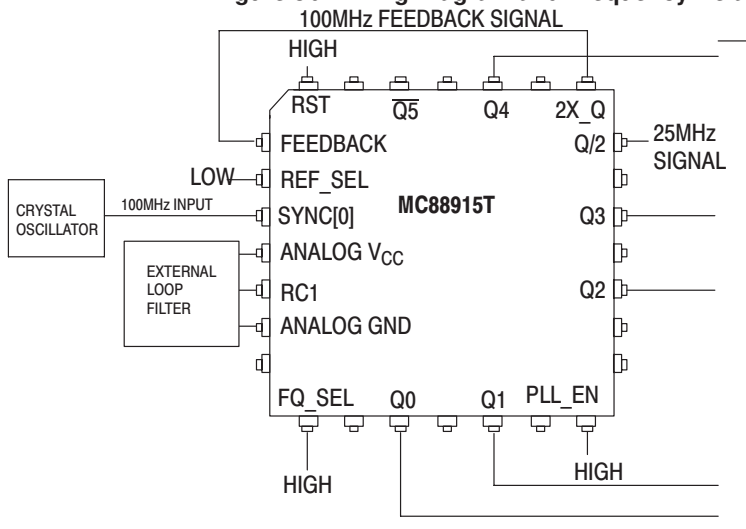 100MHz FEEDBACK SIGNAL
HIGH
RST
Q5
Q4
2X_Q
FEEDBACK
Q/2
25MHz
SIGNAL
LOW
REF_SEL
MC88915T
CRYSTAL
OSCILLATOR
100MHz INPUT
SYNC[0]
Q3
ANALOG VCC
EXTERNAL
LOOP
FILTER
RC1
Q2
ANALOG GND
FQ_SEL
Q0
Q1
PLL_EN
HIGH
HIGH